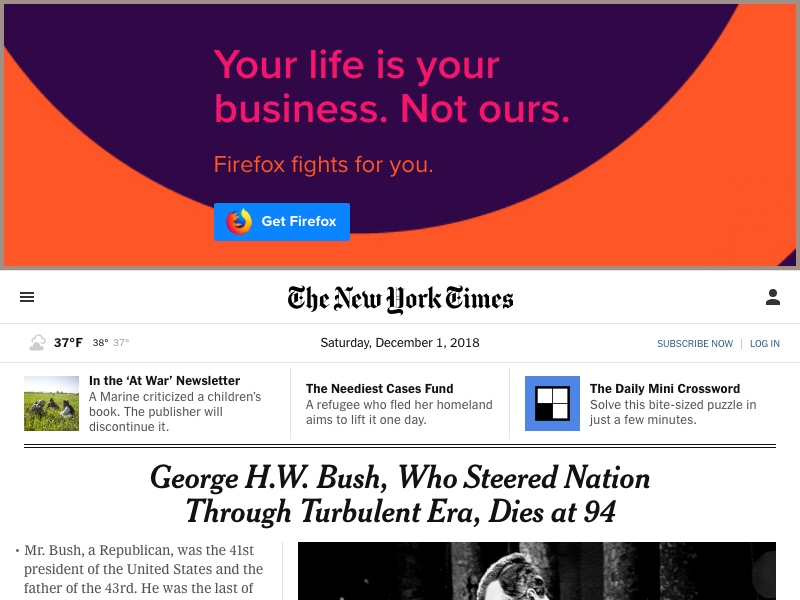 Your life is your
business. Not ours.
Firefox fights for you.
Get Firefox
The New York Times
37°F 38° 37°
Saturday, December 1, 2018
SUBSCRIBE NOW | LOG IN
In the ‘At War’ Newsletter
A Marine criticized a children’s
book. The publisher will
discontinue it.
The Neediest Cases Fund
A refugee who fled her homeland
aims to lift it one day.
The Daily Mini Crossword
Solve this bite-sized puzzle in
just a few minutes.
George H.W. Bush, Who Steered Nation
Through Turbulent Era, Dies at 94
• Mr. Bush, a Republican, was the 41st
president of the United States and the
father of the 43rd. He was the last of